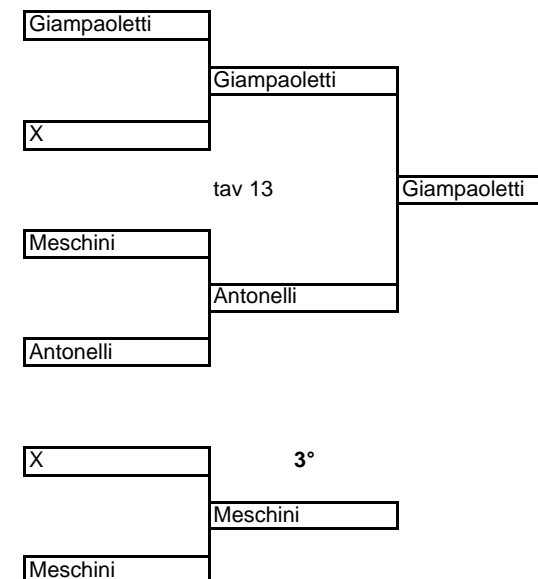 Giampaoletti
Giampaoletti
X
tav 13
Giampaoletti
Meschini
Antonelli
Antonelli
X
3°
Meschini
Meschini